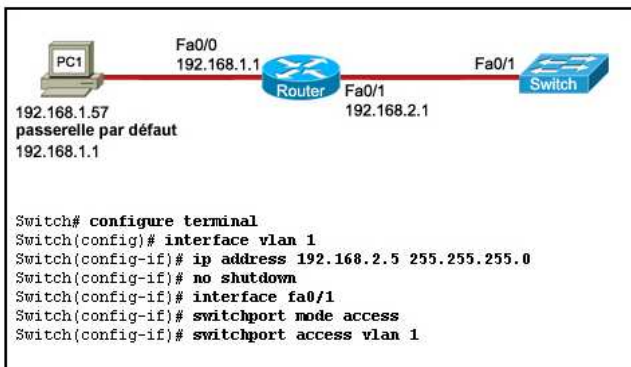 PC1
Fa0/0
192.168.1.1
Router
Fa0/1
192.168.2.1
Fa0/1
Switch
192.168.1.57
passerelle par défaut
192.168.1.1
Switch# configure terminal
Switch(config)# interface vlan 1
Switch(config-if)# ip address 192.168.2.5 255.255.255.0
Switch(config-if)# no shutdown
Switch(config-if)# interface fa0/1
Switch(config-if)# switchport mode access
Switch(config-if)# switchport access vlan 1